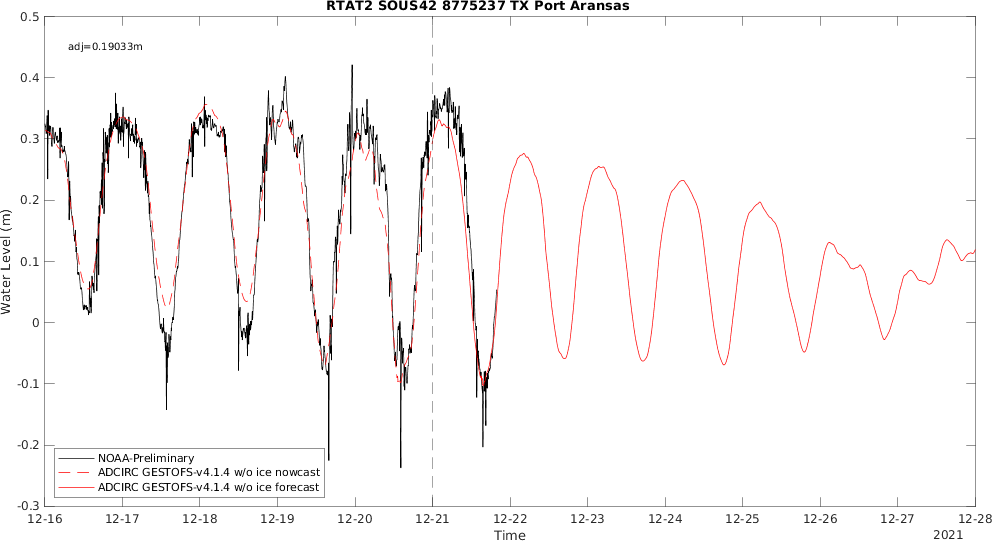 RTAT2 SOUS42 8775237 TX Port Aransas
adj=0.19033m
0.5
0.4
0.3
0.2
0.1
0
-0.1
-0.2
-0.3
Water Level (m)
NOAA-Preliminary
ADCIRC GESTOFS-v4.1.4 w/o ice nowcast
ADCIRC GESTOFS-v4.1.4 w/o ice forecast
12-16 12-17 12-18 12-19 12-20 12-21 12-22 12-23 12-24 12-25 12-26 12-27 12-28
Time
2021